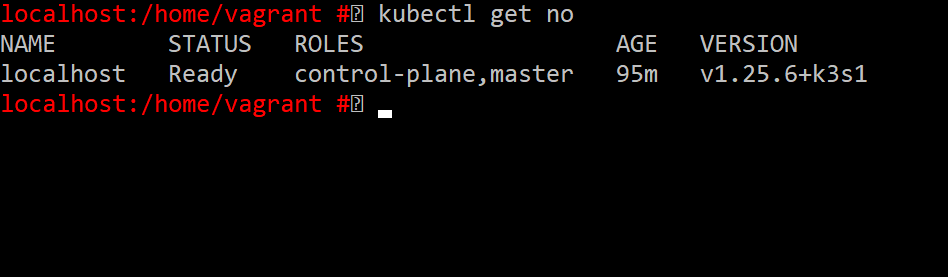 localhost:/home/vagrant #⍰ kubectl get no
NAME        STATUS   ROLES                  AGE   VERSION
localhost   Ready    control-plane,master   95m   v1.25.6+k3s1
localhost:/home/vagrant #⍰